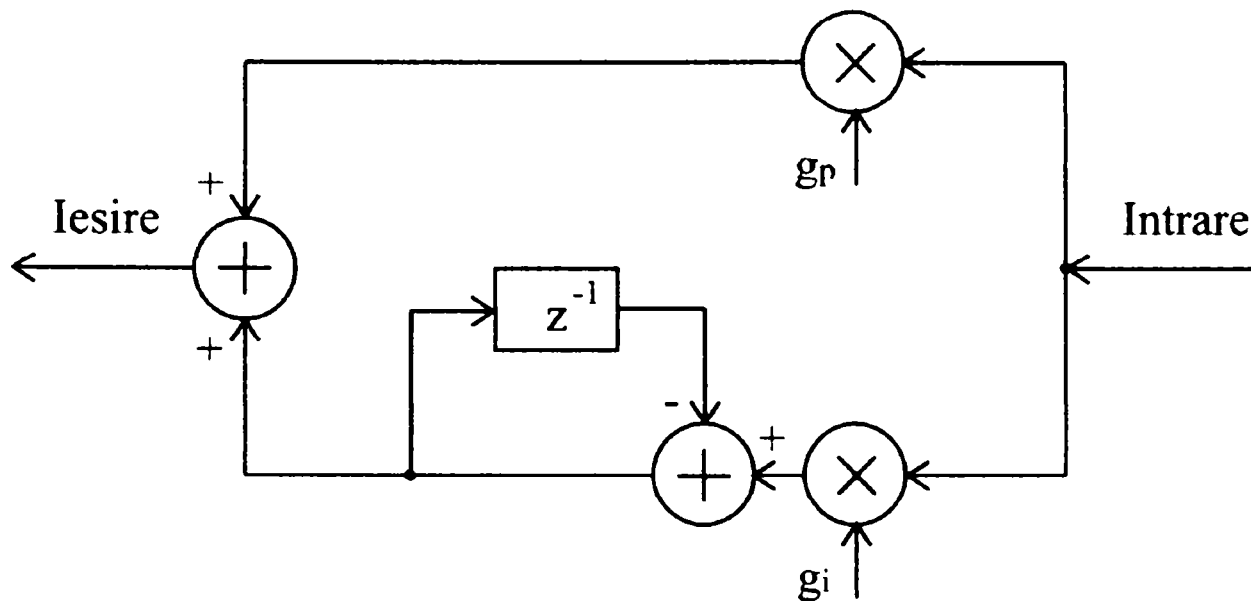 gp
+
Iesire
Intrare
+
z⁻¹
-
+
gi